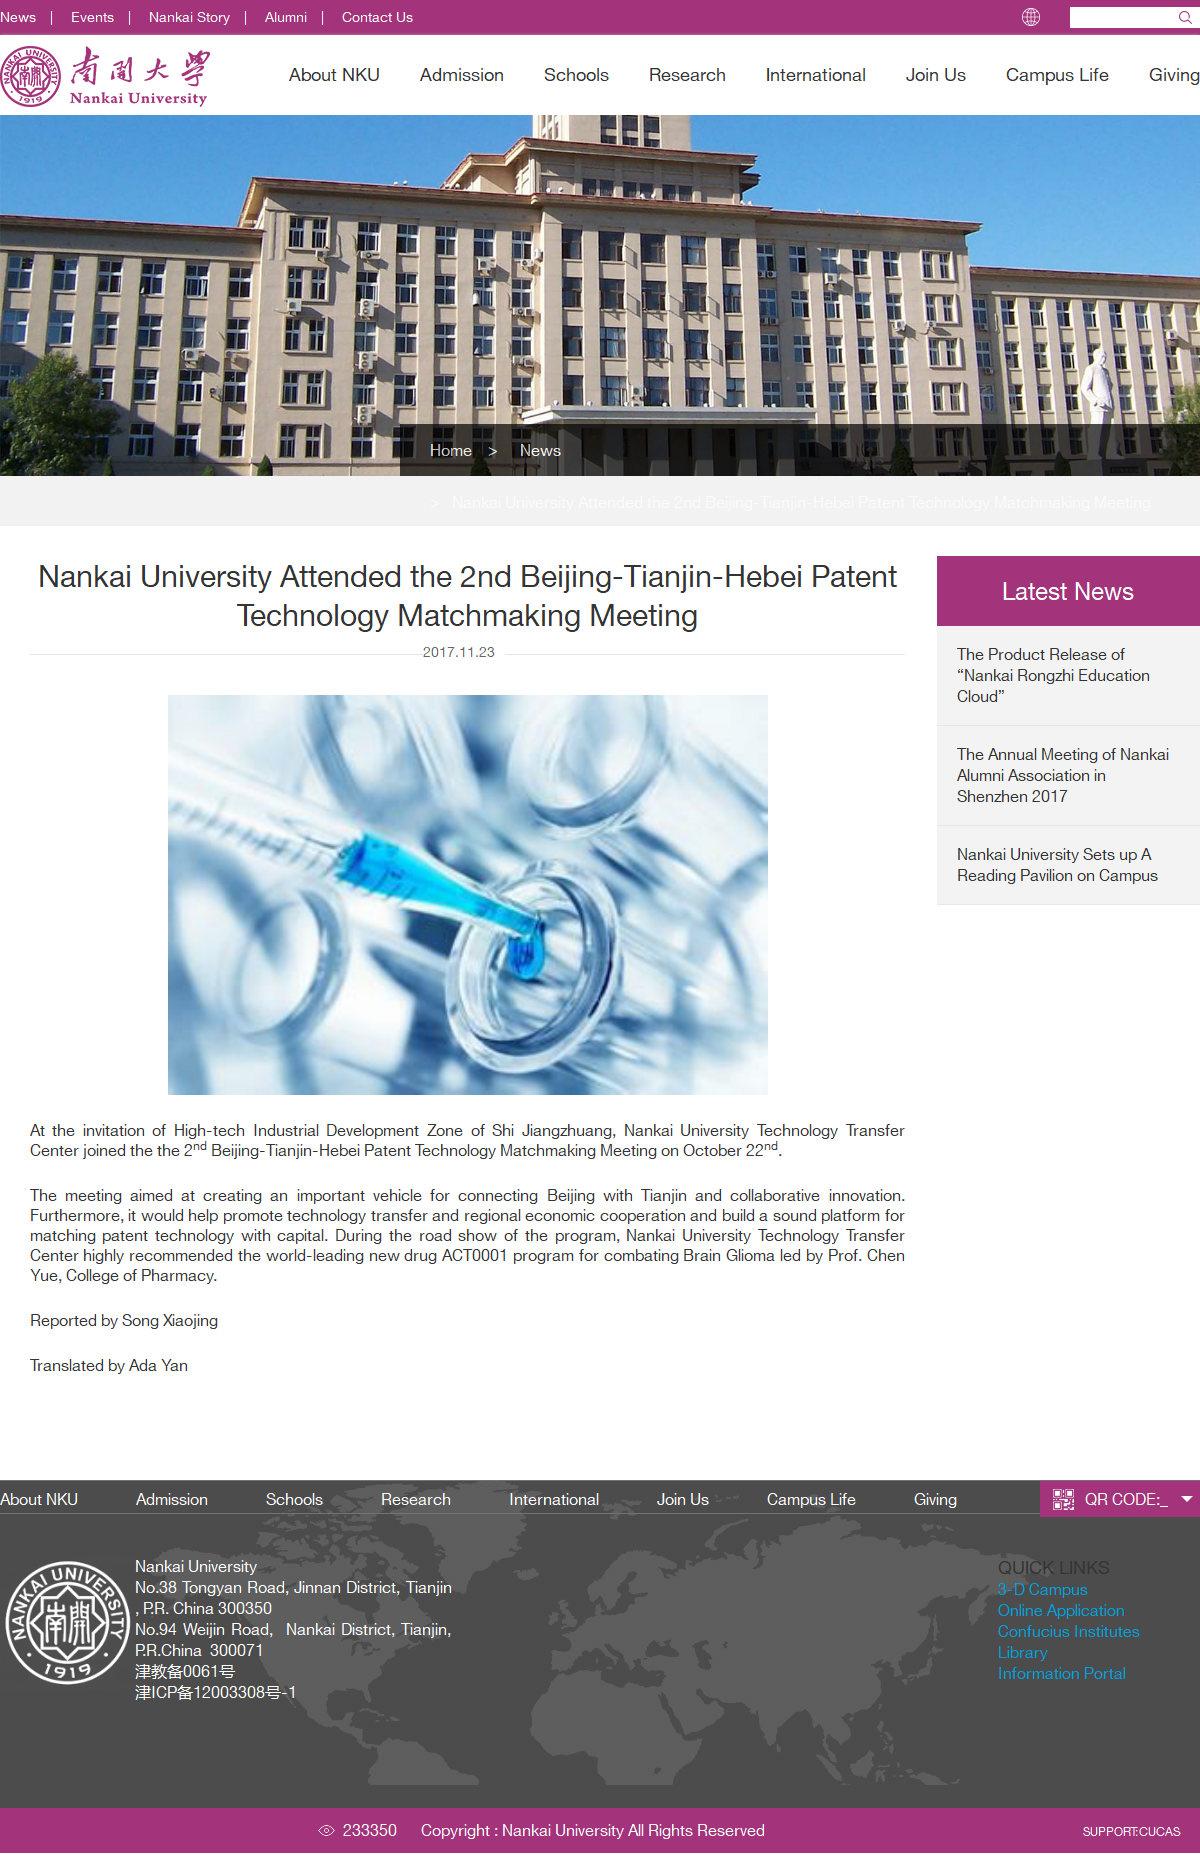 News | Events | Nankai Story | Alumni | Contact Us
NANKAI UNIVERSITY
南開
1919
南開大學
Nankai University
About NKU Admission Schools Research International Join Us Campus Life Giving
Home > News
> Nankai University Attended the 2nd Beijing-Tianjin-Hebei Patent Technology Matchmaking Meeting
Nankai University Attended the 2nd Beijing-Tianjin-Hebei Patent
Technology Matchmaking Meeting
2017.11.23
Latest News
The Product Release of
“Nankai Rongzhi Education
Cloud”
The Annual Meeting of Nankai
Alumni Association in
Shenzhen 2017
Nankai University Sets up A
Reading Pavilion on Campus
At the invitation of High-tech Industrial Development Zone of Shi Jiangzhuang, Nankai University Technology Transfer
Center joined the the 2nd Beijing-Tianjin-Hebei Patent Technology Matchmaking Meeting on October 22nd.
The meeting aimed at creating an important vehicle for connecting Beijing with Tianjin and collaborative innovation.
Furthermore, it would help promote technology transfer and regional economic cooperation and build a sound platform for
matching patent technology with capital. During the road show of the program, Nankai University Technology Transfer
Center highly recommended the world-leading new drug ACT0001 program for combating Brain Glioma led by Prof. Chen
Yue, College of Pharmacy.
Reported by Song Xiaojing
Translated by Ada Yan
About NKU Admission Schools Research International Join Us Campus Life Giving QR CODE:_
NANKAI UNIVERSITY
南開
1919
Nankai University
No.38 Tongyan Road, Jinnan District, Tianjin
, P.R. China 300350
No.94 Weijin Road, Nankai District, Tianjin,
P.R.China 300071
津教备0061号
津ICP备12003308号-1
QUICK LINKS
3-D Campus
Online Application
Confucius Institutes
Library
Information Portal
233350 Copyright : Nankai University All Rights Reserved SUPPORT:CUCAS